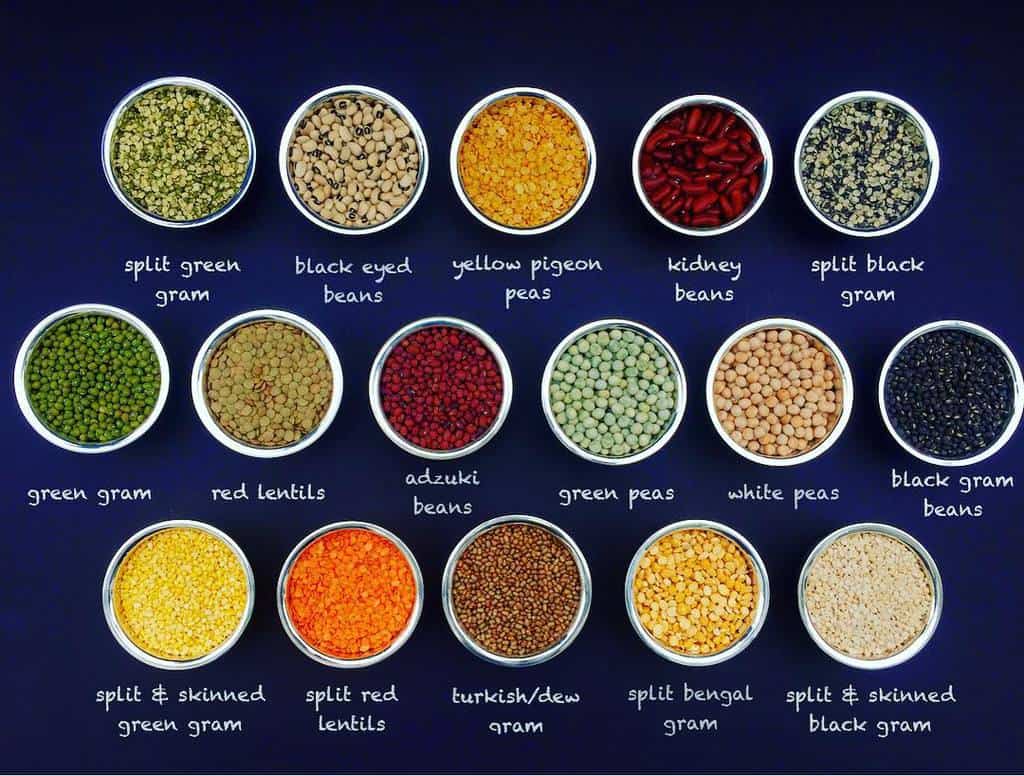 split green
gram
black eyed
beans
yellow pigeon
peas
kidney
beans
split black
gram
green gram
red lentils
adzuki
beans
green peas
white peas
black gram
beans
split & skinned
green gram
split red
lentils
turkish/dew
gram
split bengal
gram
split & skinned
black gram